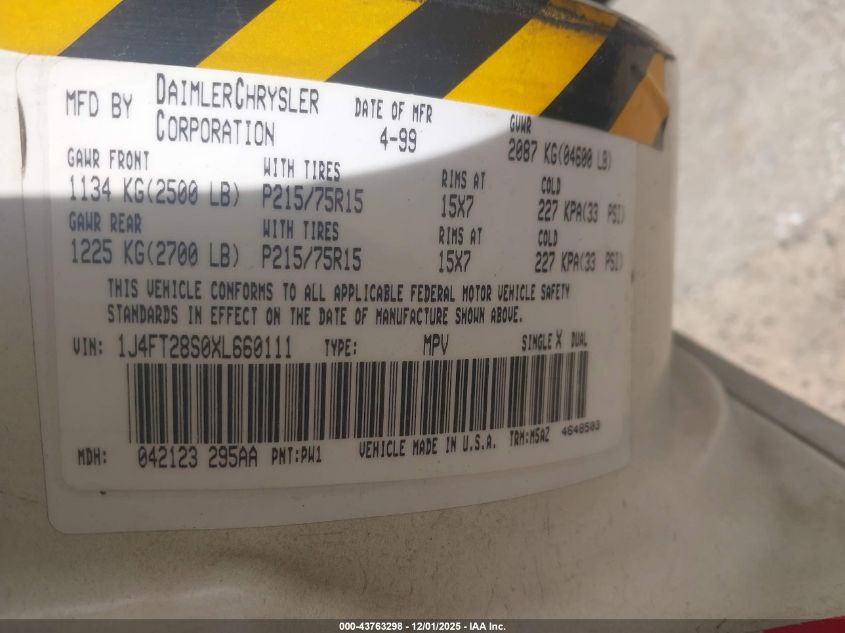 MFD BY DAIMLERCHRYSLER CORPORATION DATE OF MFR 4-99 GVWR 2087 KG(04600 LB)
GAWR FRONT WITH TIRES RIMS AT COLD
1134 KG(2500 LB) P215/75R15 15X7 227 KPA(33 PSI)
GAWR REAR WITH TIRES RIMS AT COLD
1225 KG(2700 LB) P215/75R15 15X7 227 KPA(33 PSI)
THIS VEHICLE CONFORMS TO ALL APPLICABLE FEDERAL MOTOR VEHICLE SAFETY
STANDARDS IN EFFECT ON THE DATE OF MANUFACTURE SHOWN ABOVE.
VIN: 1J4FT28S0XL660111 TYPE: MPV SINGLE X DUAL
MDH: 042123 295AA PNT:PW1 VEHICLE MADE IN U.S.A. TRM:M5AZ 4648503
000-43763298 - 12/01/2025 - IAA Inc.